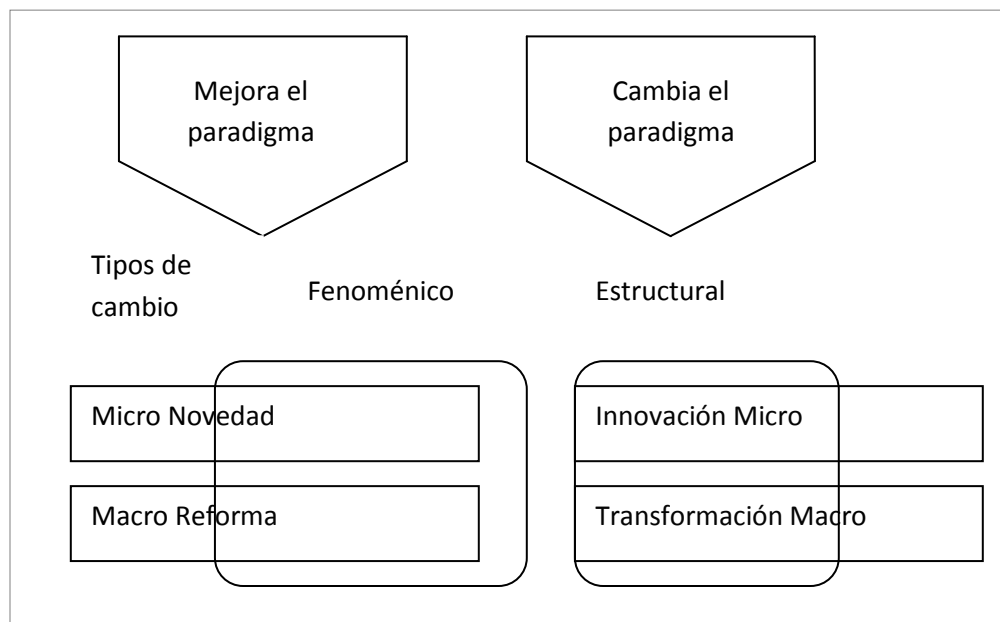 Mejora el
paradigma
Cambia el
paradigma
Tipos de
cambio
Fenoménico
Estructural
Micro Novedad
Innovación Micro
Macro Reforma
Transformación Macro